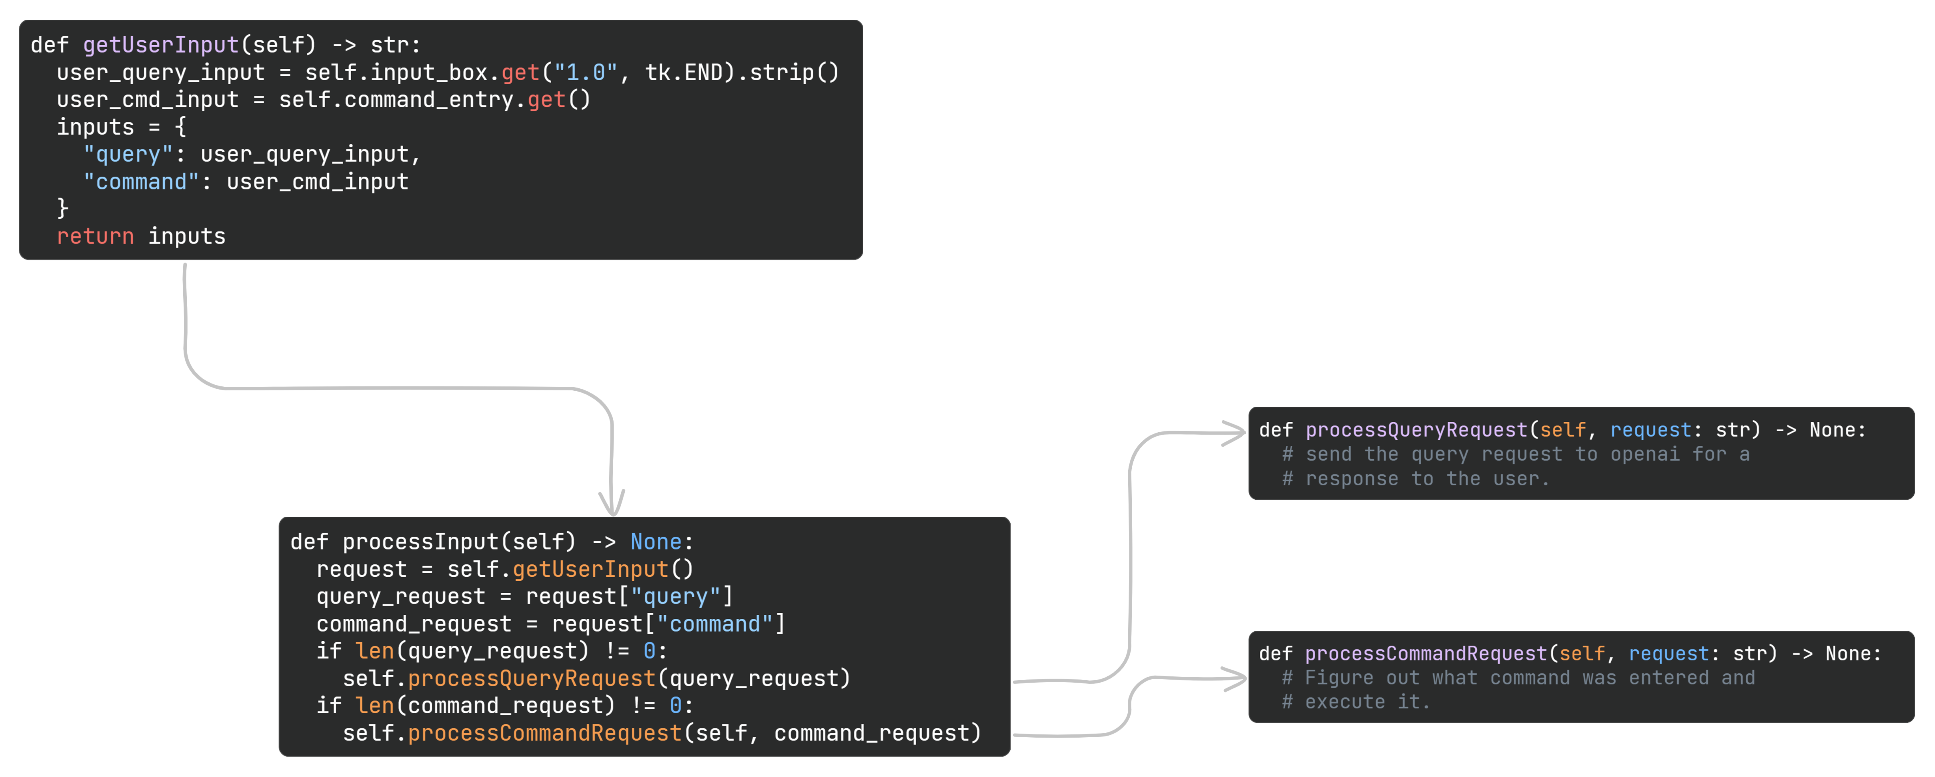 def getUserInput(self) -> str:
  user_query_input = self.input_box.get("1.0", tk.END).strip()
  user_cmd_input = self.command_entry.get()
  inputs = {
    "query": user_query_input,
    "command": user_cmd_input
  }
  return inputs
def processInput(self) -> None:
  request = self.getUserInput()
  query_request = request["query"]
  command_request = request["command"]
  if len(query_request) != 0:
    self.processQueryRequest(query_request)
  if len(command_request) != 0:
    self.processCommandRequest(self, command_request)
def processQueryRequest(self, request: str) -> None:
  # send the query request to openai for a
  # response to the user.
def processCommandRequest(self, request: str) -> None:
  # Figure out what command was entered and
  # execute it.